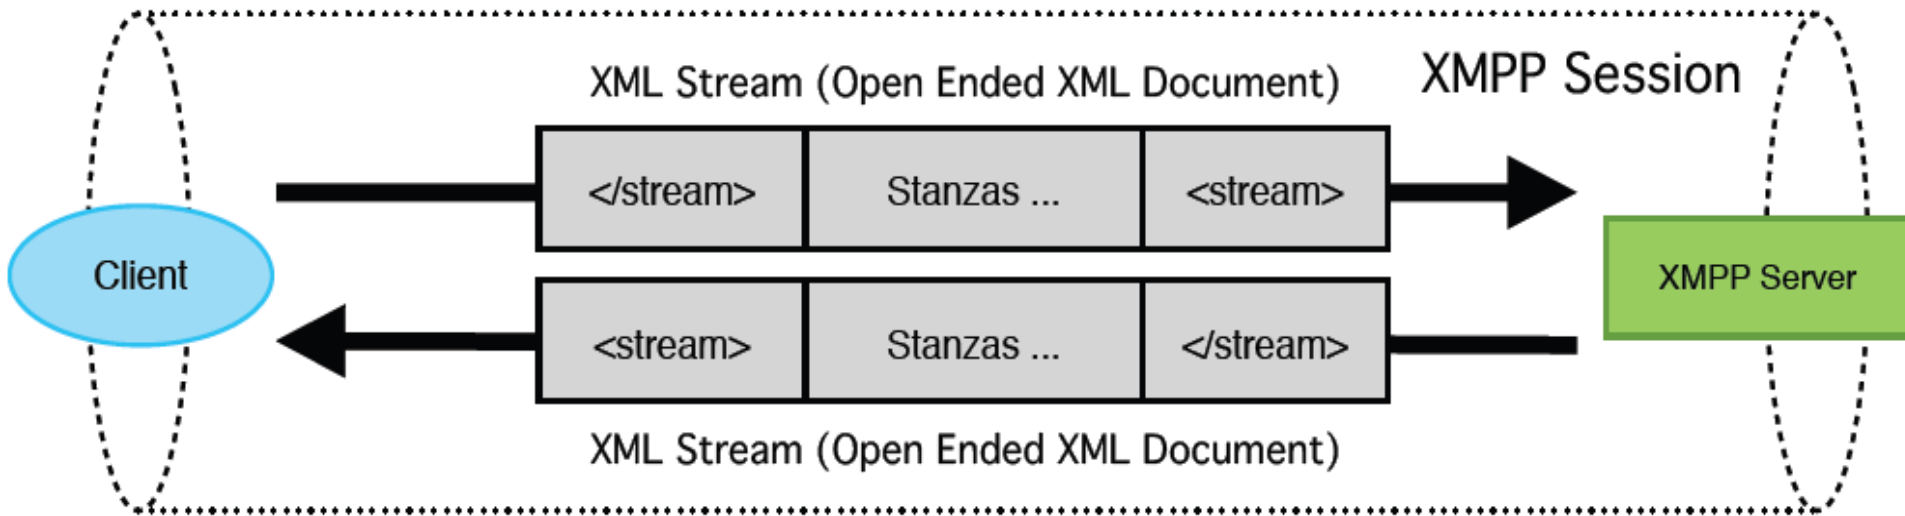 XML Stream (Open Ended XML Document)
XMPP Session
</stream>
Stanzas ...
<stream>
Client
XMPP Server
<stream>
Stanzas ...
</stream>
XML Stream (Open Ended XML Document)